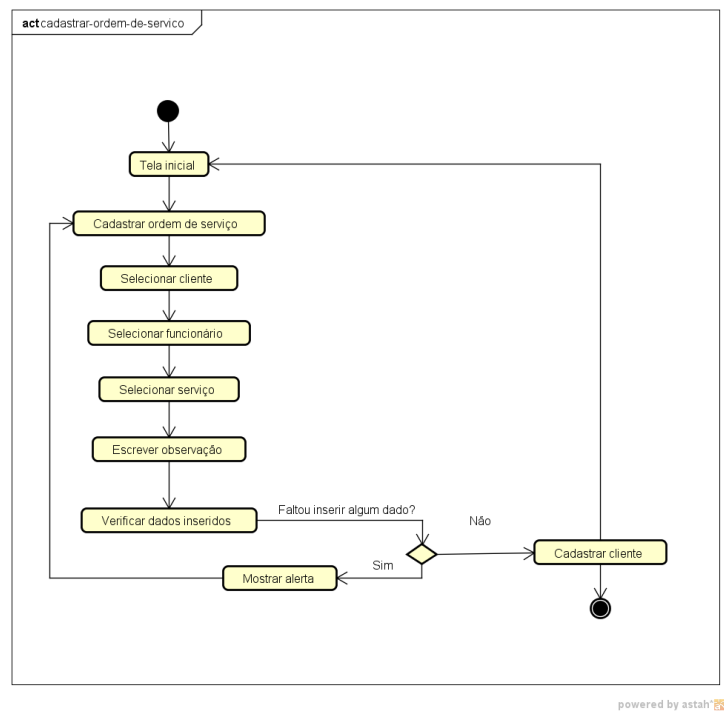 act cadastrar-ordem-de-servico
Tela inicial
Cadastrar ordem de serviço
Selecionar cliente
Selecionar funcionário
Selecionar serviço
Escrever observação
Verificar dados inseridos
Faltou inserir algum dado?
Não
Cadastrar cliente
Sim
Mostrar alerta
powered by astah*